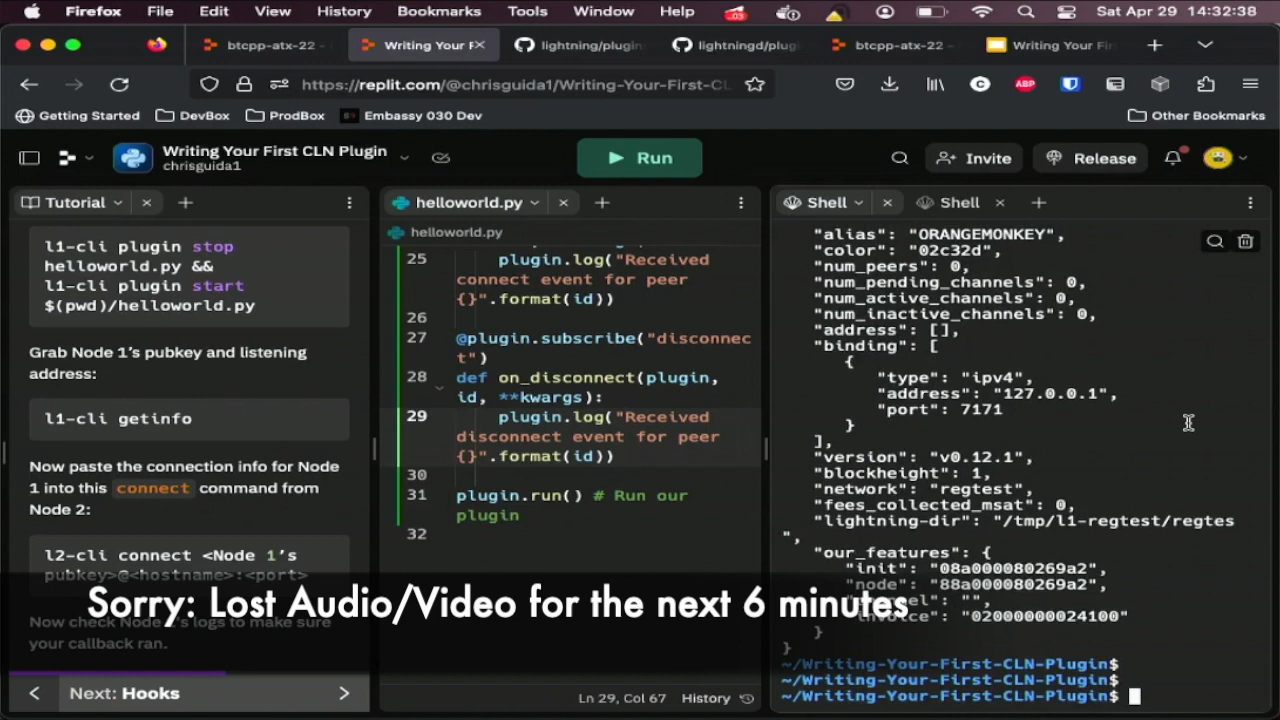 Firefox File Edit View History Bookmarks Tools Window Help Sat Apr 29 14:32:38
btcpp-atx-22 - Writing Your F lightning/plugin lightningd/plug btcpp-atx-22 - Writing Your Fi
https://replit.com/@chrisguida1/Writing-Your-First-CL
Getting Started DevBox ProdBox Embassy 030 Dev Other Bookmarks
Writing Your First CLN Plugin
chrisguida1
Run
Invite
Release
Tutorial
l1-cli plugin stop
helloworld.py &&
l1-cli plugin start
$(pwd)/helloworld.py
Grab Node 1's pubkey and listening
address:
l1-cli getinfo
Now paste the connection info for Node
1 into this connect command from
Node 2:
l2-cli connect <Node 1's
pubkey>@<hostname>:<port>
Now check Node logs to make sure
your callback ran.
Next: Hooks
helloworld.py
helloworld.py
25 plugin.log("Received
connect event for peer
{}".format(id))
26
27 @plugin.subscribe("disconnec
t")
28 def on_disconnect(plugin,
id, **kwargs):
29 plugin.log("Received
disconnect event for peer
{}".format(id))
30
31 plugin.run() # Run our
plugin
32
Ln 29, Col 67 History
Shell Shell
"alias": "ORANGEMONKEY",
"color": "02c32d",
"num_peers": 0,
"num_pending_channels": 0,
"num_active_channels": 0,
"num_inactive_channels": 0,
"address": [],
"binding": [
{
"type": "ipv4",
"address": "127.0.0.1",
"port": 7171
}
],
"version": "v0.12.1",
"blockheight": 1,
"network": "regtest",
"fees_collected_msat": 0,
"lightning-dir": "/tmp/l1-regtest/regtes
",
"our_features": {
"init": "08a000080269a2",
"node": "88a000080269a2",
"",
"02000000024100"
}
}
~/Writing-Your-First-CLN-Plugin$
~/Writing-Your-First-CLN-Plugin$
~/Writing-Your-First-CLN-Plugin$
Sorry: Lost Audio/Video for the next 6 minutes